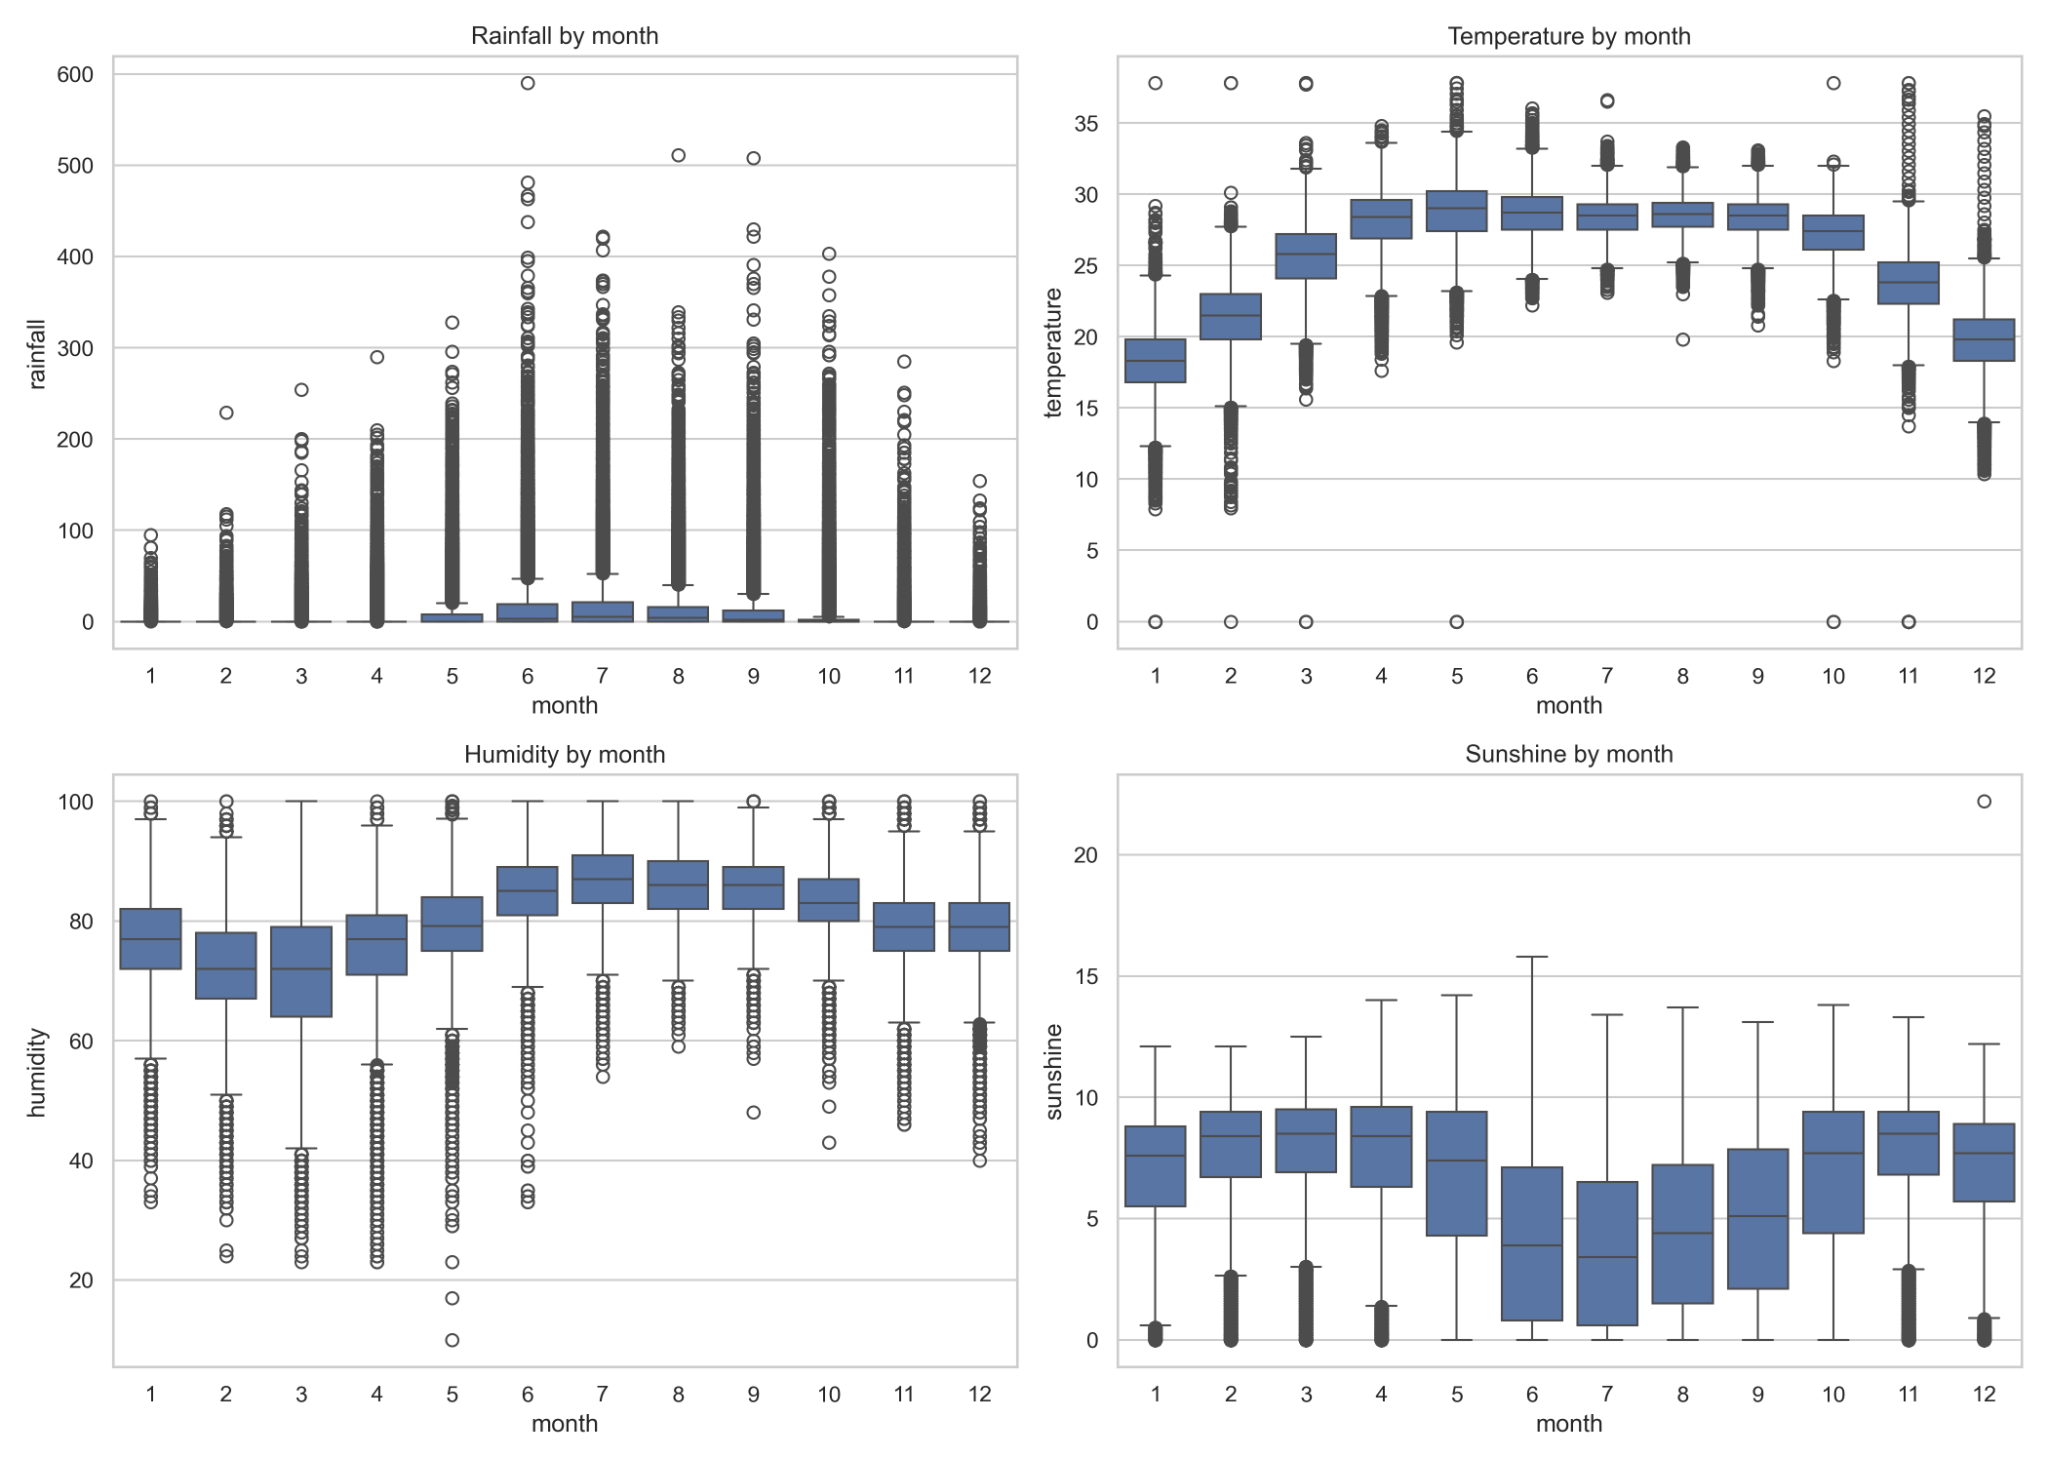 Rainfall by month
600
500
400
300
200
100
0
rainfall
1 2 3 4 5 6 7 8 9 10 11 12
month
Temperature by month
35
30
25
20
15
10
5
0
temperature
1 2 3 4 5 6 7 8 9 10 11 12
month
Humidity by month
100
80
60
40
20
humidity
1 2 3 4 5 6 7 8 9 10 11 12
month
Sunshine by month
20
15
10
5
0
sunshine
1 2 3 4 5 6 7 8 9 10 11 12
month